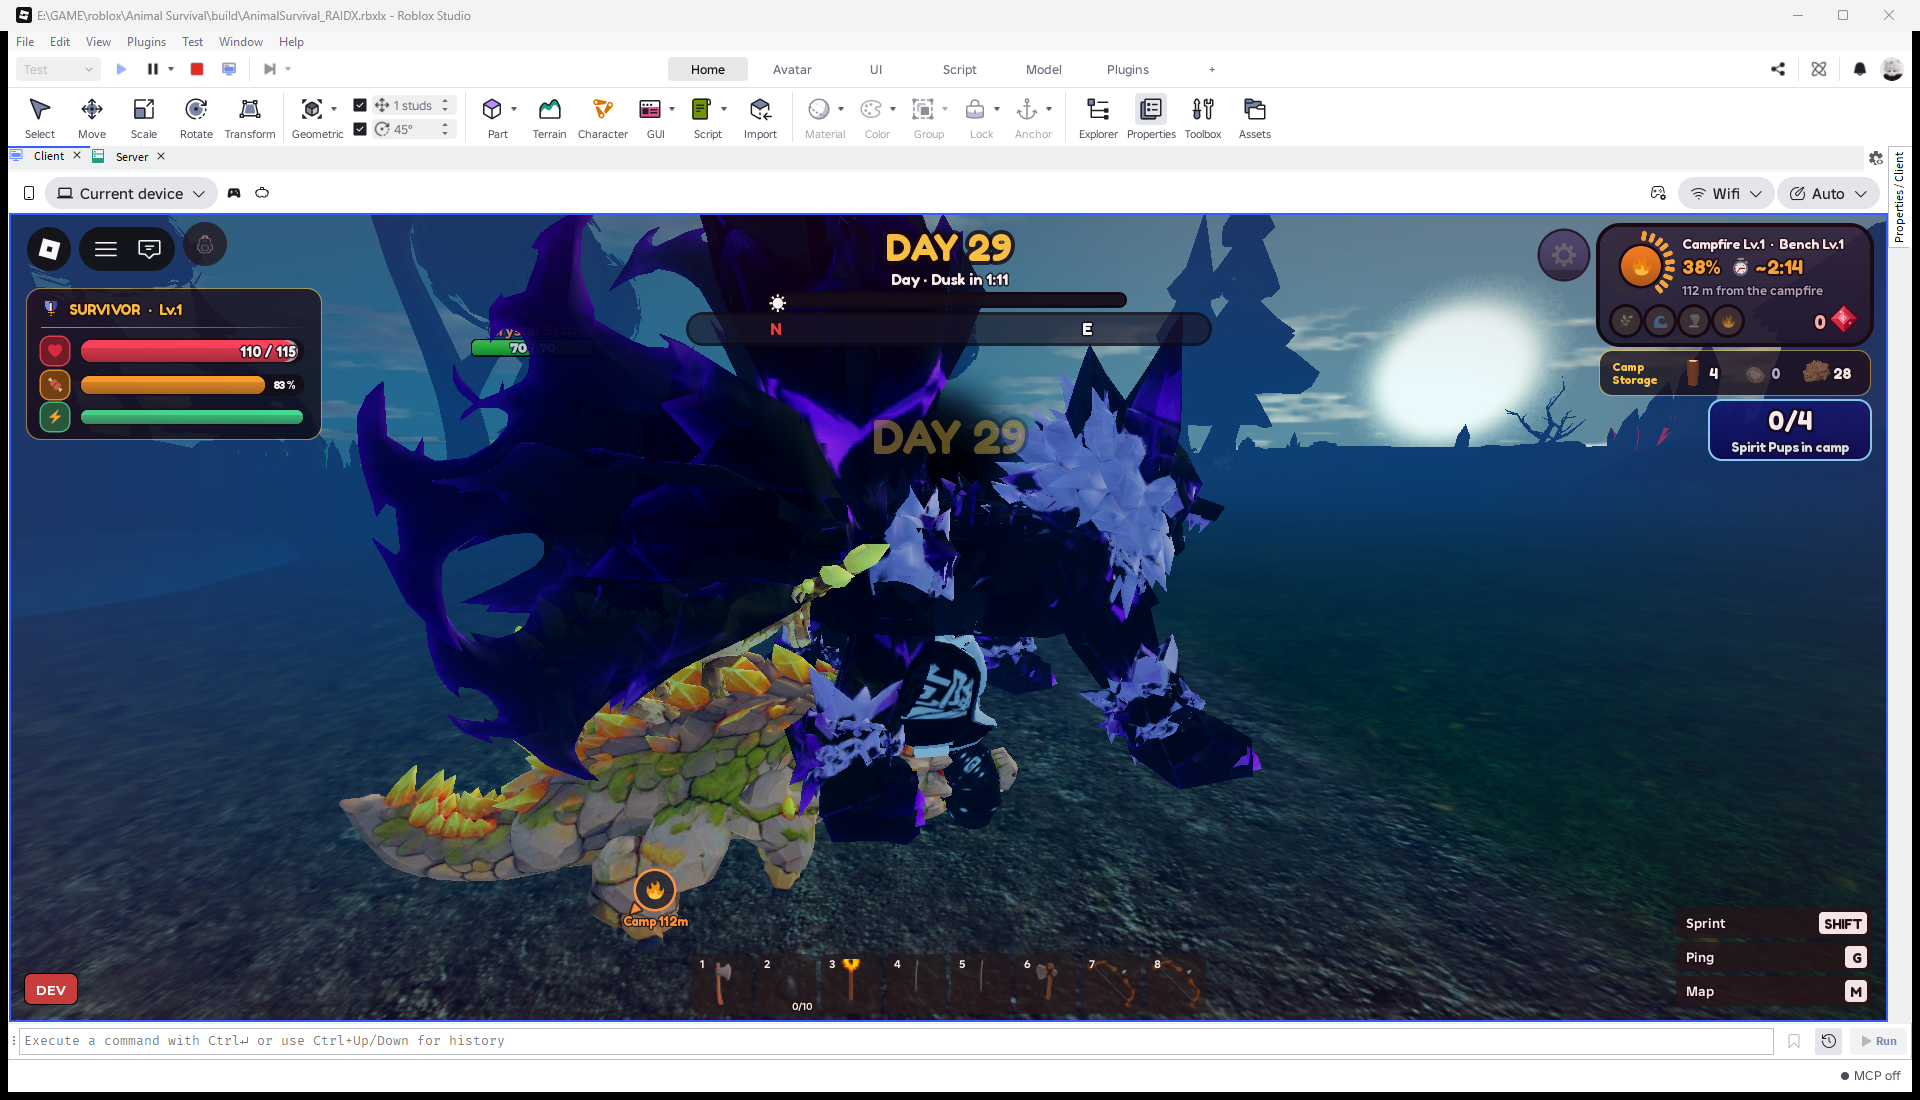 E:\GAME\roblox\Animal Survival\build\AnimalSurvival_RAIDX.rbxlx - Roblox Studio
File Edit View Plugins Test Window Help
Test
Home Avatar UI Script Model Plugins +
1 studs
45°
Select Move Scale Rotate Transform Geometric Part Terrain Character GUI Script Import Material Color Group Lock Anchor Explorer Properties Toolbox Assets
Client Server
Properties / Client
Current device
Wifi Auto
DAY 29
Day · Dusk in 1:11
N E
SURVIVOR · Lv.1
110 / 115
83%
70 / 70
DAY 29
Campfire Lv.1 · Bench Lv.1
38% ~2:14
112 m from the campfire
0
Camp Storage 4 0 28
0/4
Spirit Pups in camp
Camp 112m
Sprint SHIFT
Ping G
Map M
DEV
1 2 3 4 5 6 7 8
0/10
Execute a command with Ctrl↵ or use Ctrl+Up/Down for history
Run
MCP off